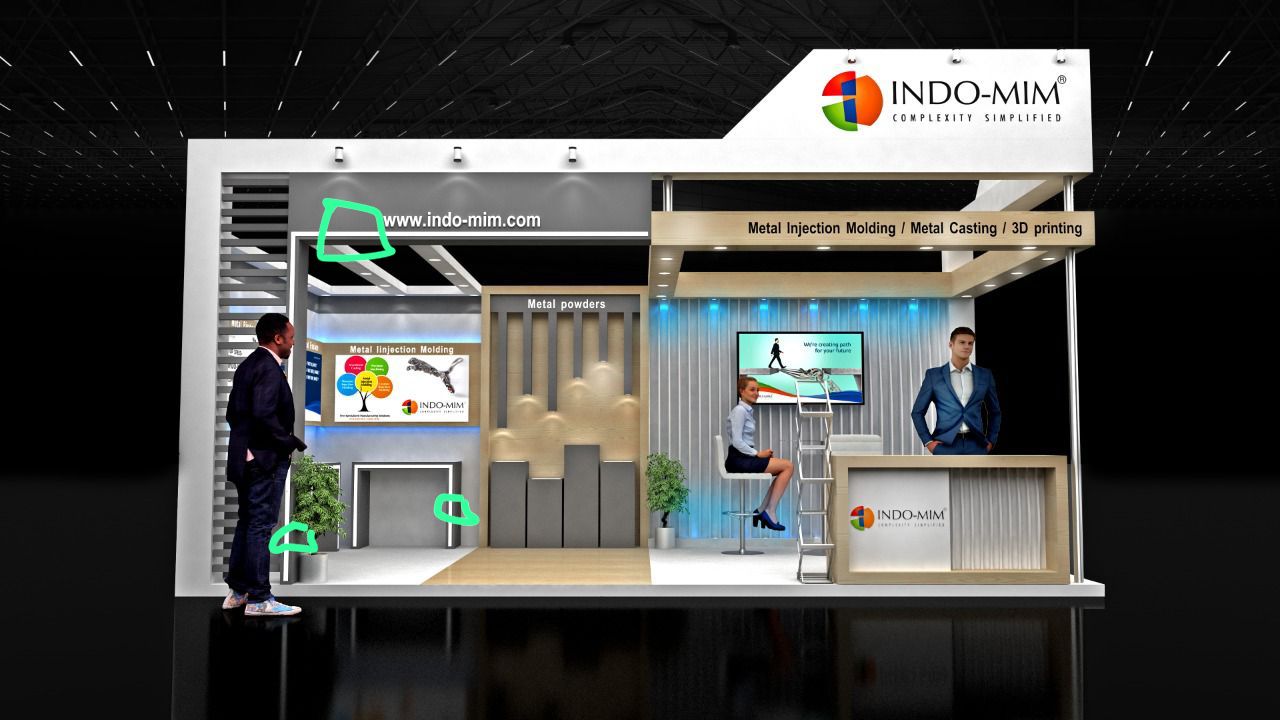 INDO-MIM®
COMPLEXITY SIMPLIFIED
www.indo-mim.com
Metal Injection Molding / Metal Casting / 3D printing
Metal powders
Metal Iinjection Molding
INDO-MIM
COMPLEXITY SIMPLIFIED
We're creating path
for your future
INDO-MIM
COMPLEXITY SIMPLIFIED